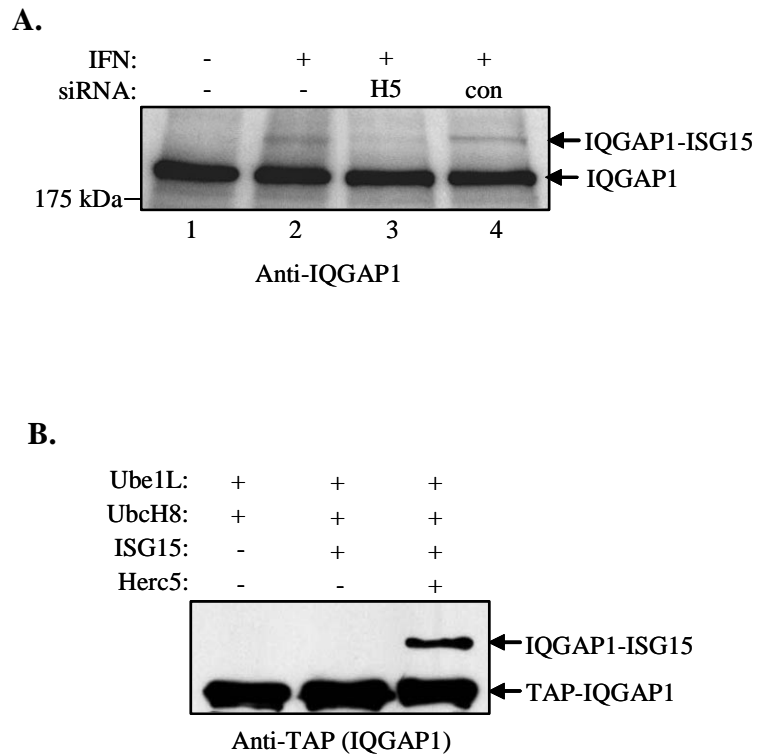 A.
IFN: - + + +
siRNA: - - H5 con
IQGAP1-ISG15
IQGAP1
175 kDa
1 2 3 4
Anti-IQGAP1
B.
Ube1L: + + +
UbcH8: + + +
ISG15: - + +
Herc5: - - +
IQGAP1-ISG15
TAP-IQGAP1
Anti-TAP (IQGAP1)